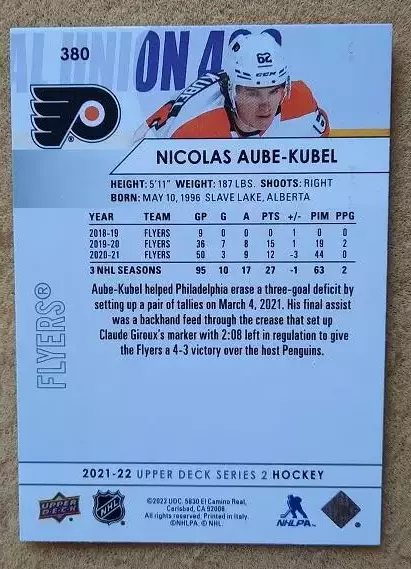 380
ON 4
62
CCM
FLYERS®
NICOLAS AUBE-KUBEL
HEIGHT: 5'11" WEIGHT: 187 LBS. SHOOTS: RIGHT
BORN: MAY 10, 1996 SLAVE LAKE, ALBERTA
YEAR TEAM GP G A PTS +/- PIM PPG
2018-19 FLYERS 9 0 0 0 1 0 0
2019-20 FLYERS 36 7 8 15 1 19 2
2020-21 FLYERS 50 3 9 12 -3 44 0
3 NHL SEASONS 95 10 17 27 -1 63 2
Aube-Kubel helped Philadelphia erase a three-goal deficit by
setting up a pair of tallies on March 4, 2021. His final assist
was a backhand feed through the crease that set up
Claude Giroux's marker with 2:08 left in regulation to give
the Flyers a 4-3 victory over the host Penguins.
2021-22 UPPER DECK SERIES 2 HOCKEY
UPPER DECK
NHL
©2022 UDC, 5830 El Camino Real,
Carlsbad, CA 92008.
All rights reserved. Printed in Italy.
©NHLPA. © NHL.
NHLPA